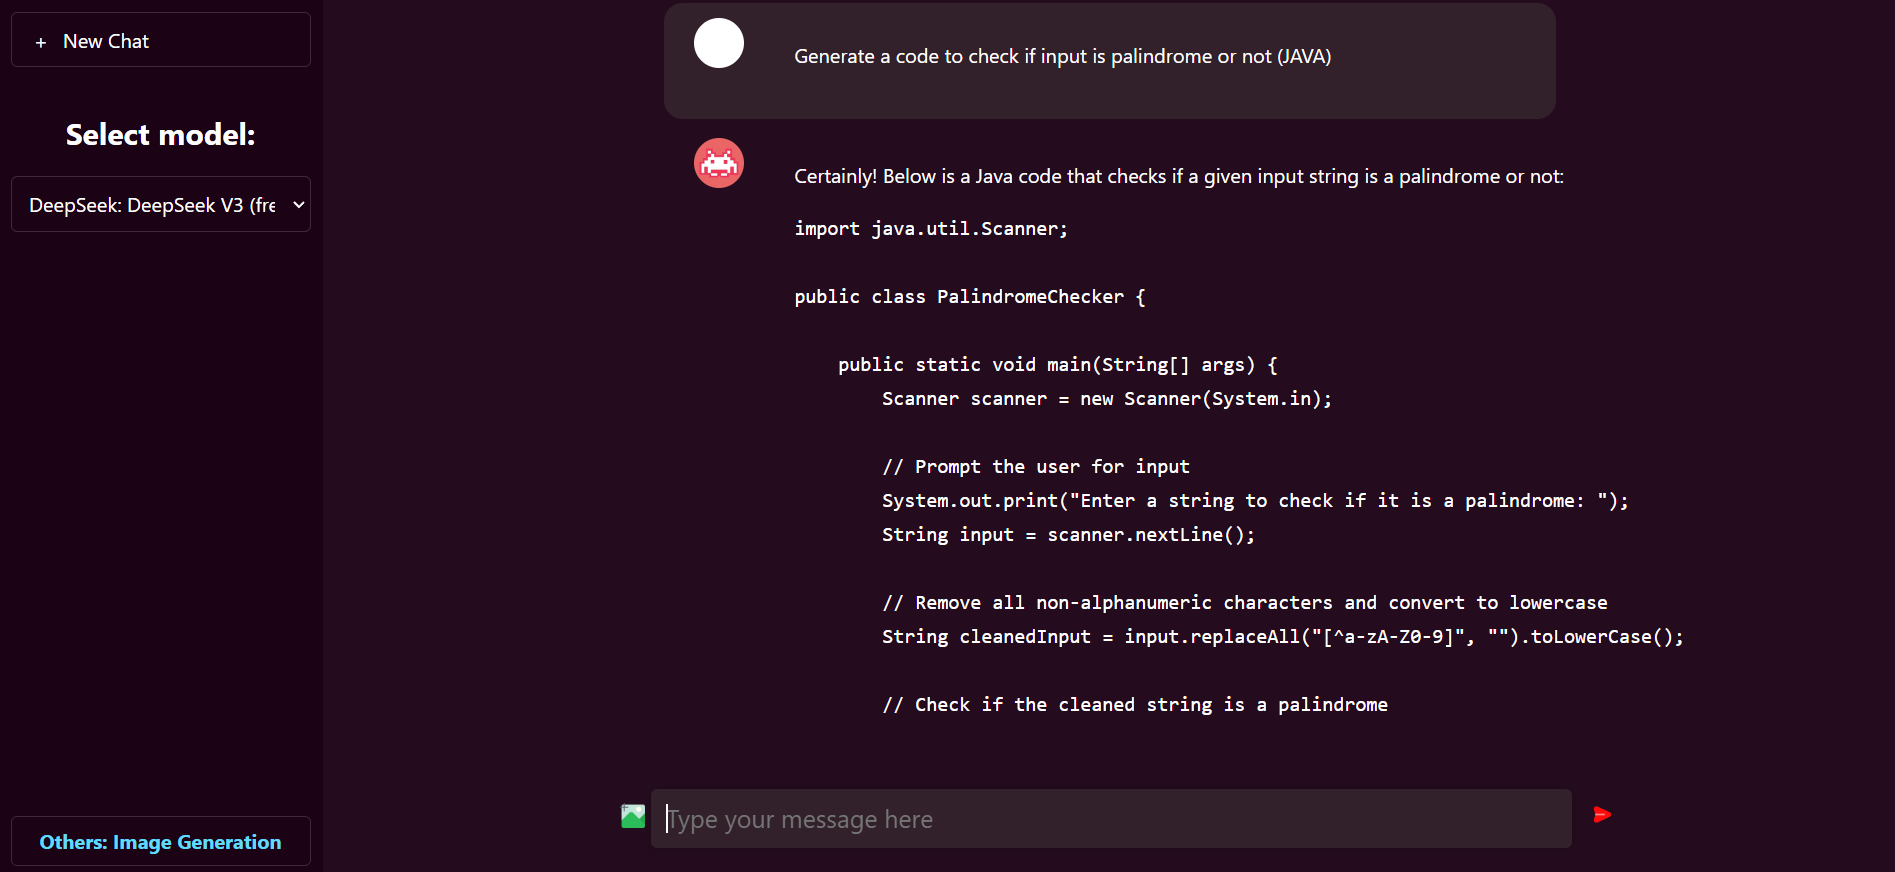 + New Chat
Select model:
DeepSeek: DeepSeek V3 (fre
Others: Image Generation
Generate a code to check if input is palindrome or not (JAVA)
Certainly! Below is a Java code that checks if a given input string is a palindrome or not:
import java.util.Scanner;
public class PalindromeChecker {
public static void main(String[] args) {
Scanner scanner = new Scanner(System.in);
// Prompt the user for input
System.out.print("Enter a string to check if it is a palindrome: ");
String input = scanner.nextLine();
// Remove all non-alphanumeric characters and convert to lowercase
String cleanedInput = input.replaceAll("[^a-zA-Z0-9]", "").toLowerCase();
// Check if the cleaned string is a palindrome
Type your message here